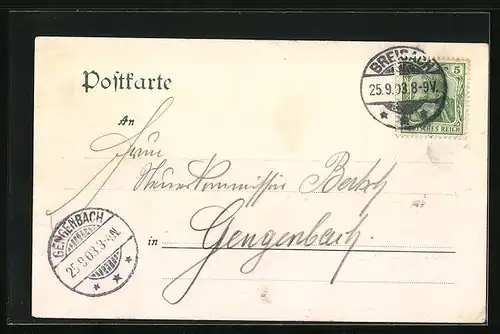 Postkarte
BREISACH
25.9.03.8-9V.
5
DEUTSCHES REICH
An
Herrn
Steuerkommissär
in Gengenbach.
GENGENBACH
25.9.03.3-4N.